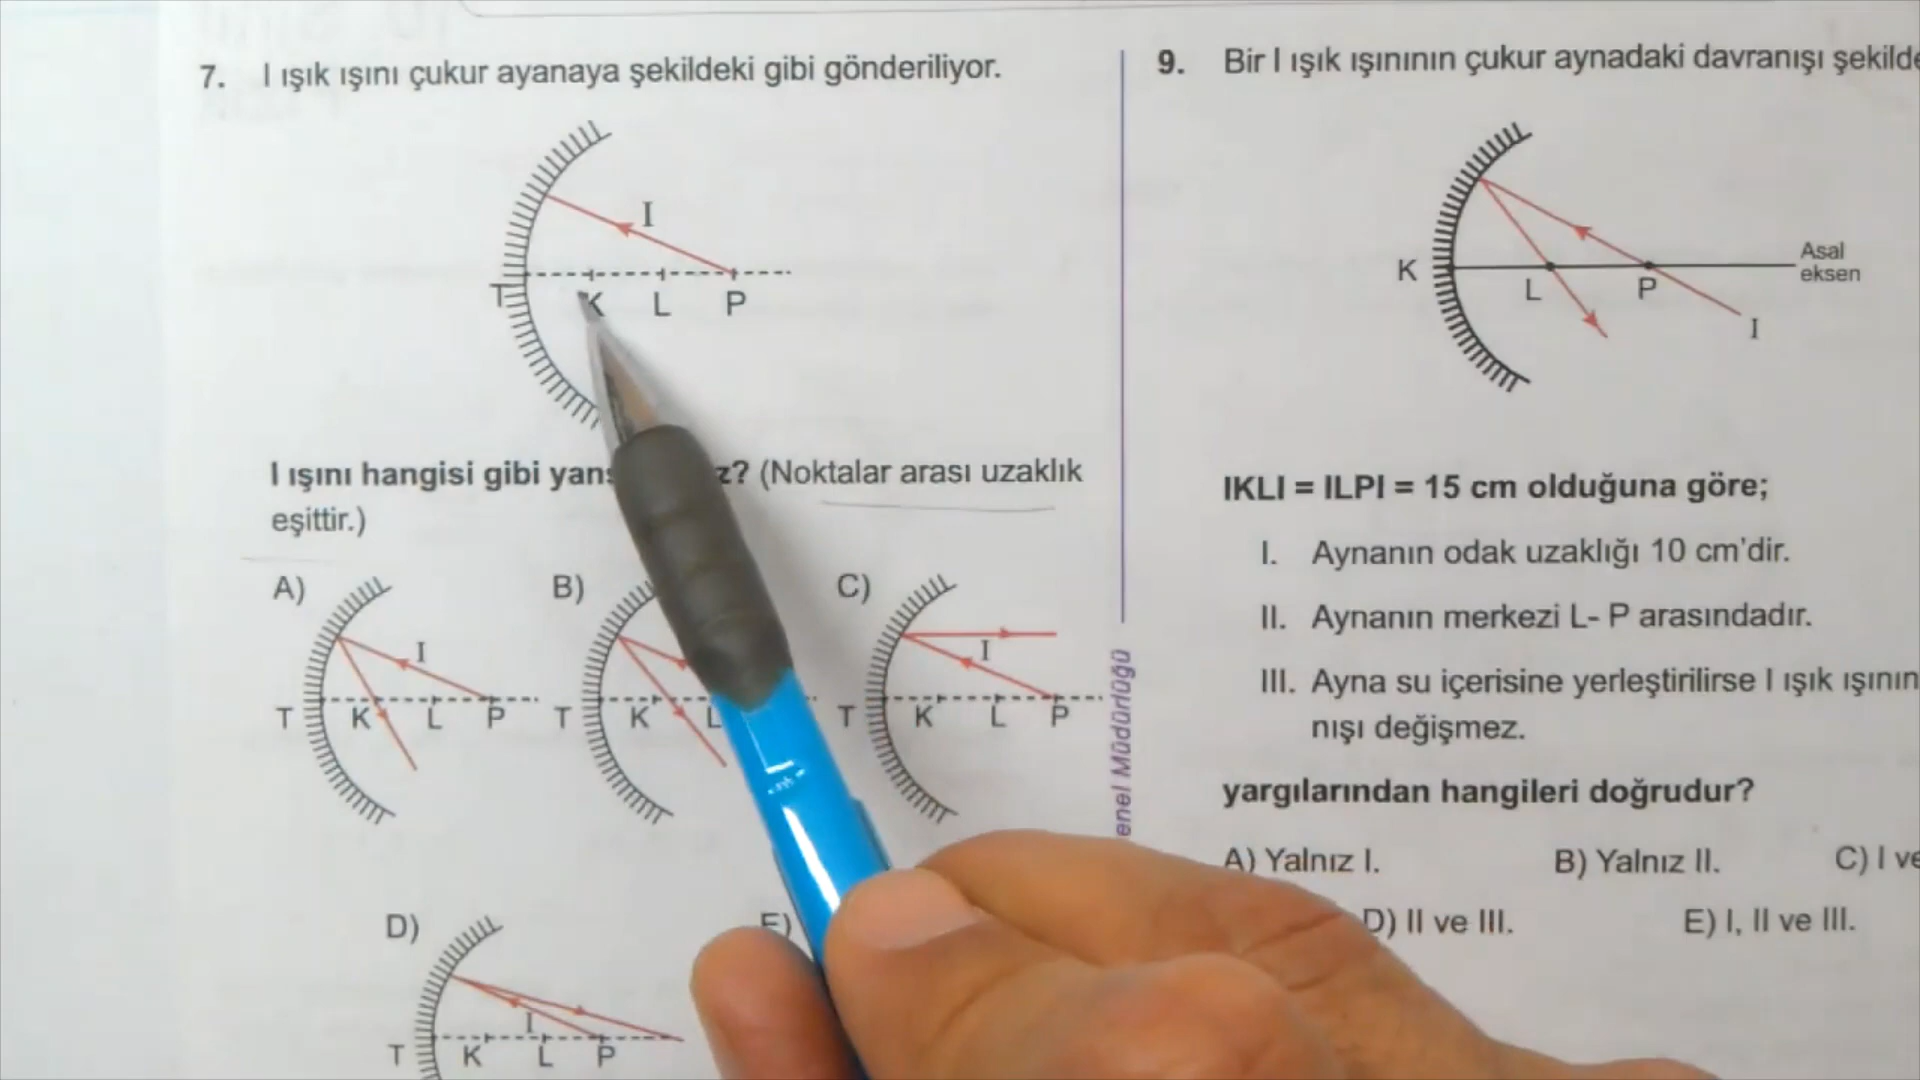 7. I ışık ışını çukur ayanaya şekildeki gibi gönderiliyor.
I
T K L P
I ışını hangisi gibi (Noktalar arası uzaklık
eşittir.)
A) B) C)
I I
T K L P T K L T K L P
D) E)
I
T K L P
enel Müdürlüğü
9. Bir I ışık ışınının çukur aynadaki davranışı
Asal
eksen
K L P
I
IKLI = ILPI = 15 cm olduğuna göre;
I. Aynanın odak uzaklığı 10 cm'dir.
II. Aynanın merkezi L- P arasındadır.
III. Ayna su içerisine yerleştirilirse I ışık ışının
nışı değişmez.
yargılarından hangileri doğrudur?
A) Yalnız I. B) Yalnız II. C) I ve
D) II ve III. E) I, II ve III.